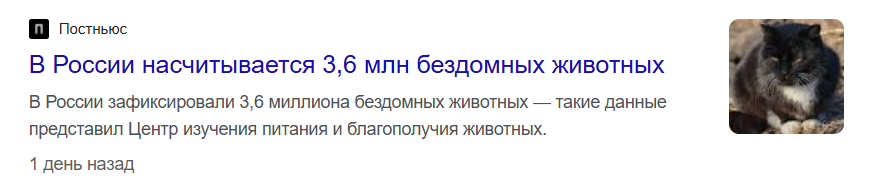 Постньюс
В России насчитывается 3,6 млн бездомных животных
В России зафиксировали 3,6 миллиона бездомных животных — такие данные
представил Центр изучения питания и благополучия животных.
1 день назад